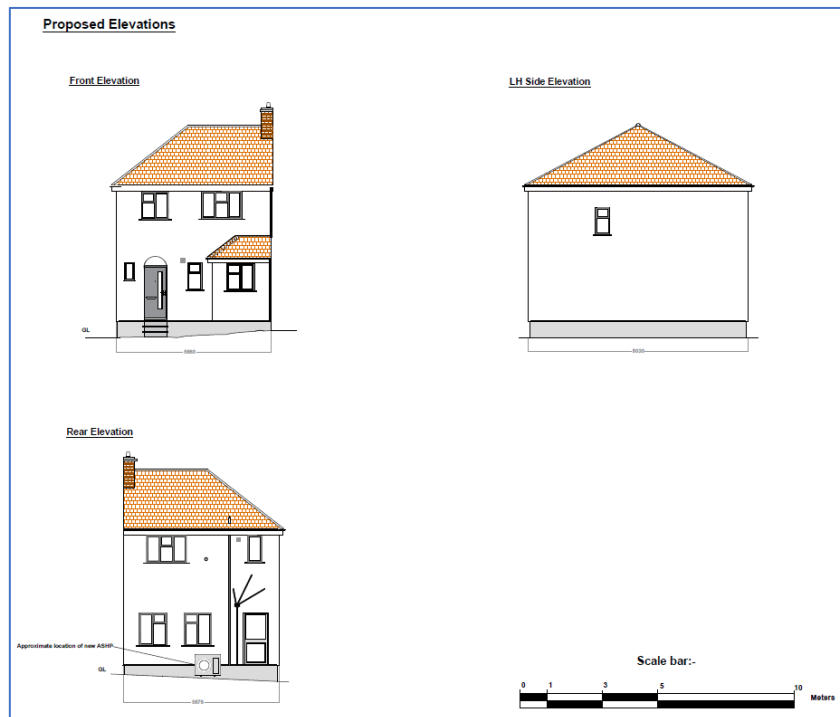 Proposed Elevations
Front Elevation
LH Side Elevation
GL
Rear Elevation
Approximate location of new ASHP
GL
Scale bar:-
0 1 3 5 10
Meters